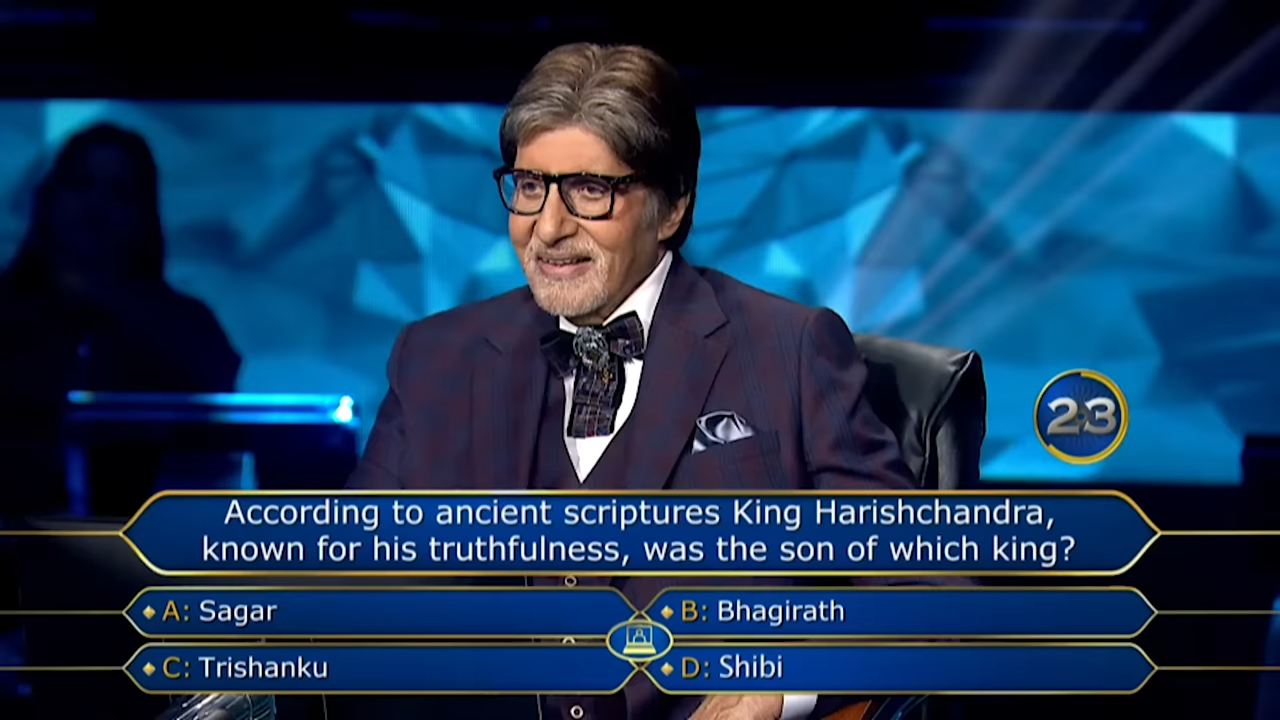 23
According to ancient scriptures King Harishchandra,
known for his truthfulness, was the son of which king?
A: Sagar
B: Bhagirath
C: Trishanku
D: Shibi